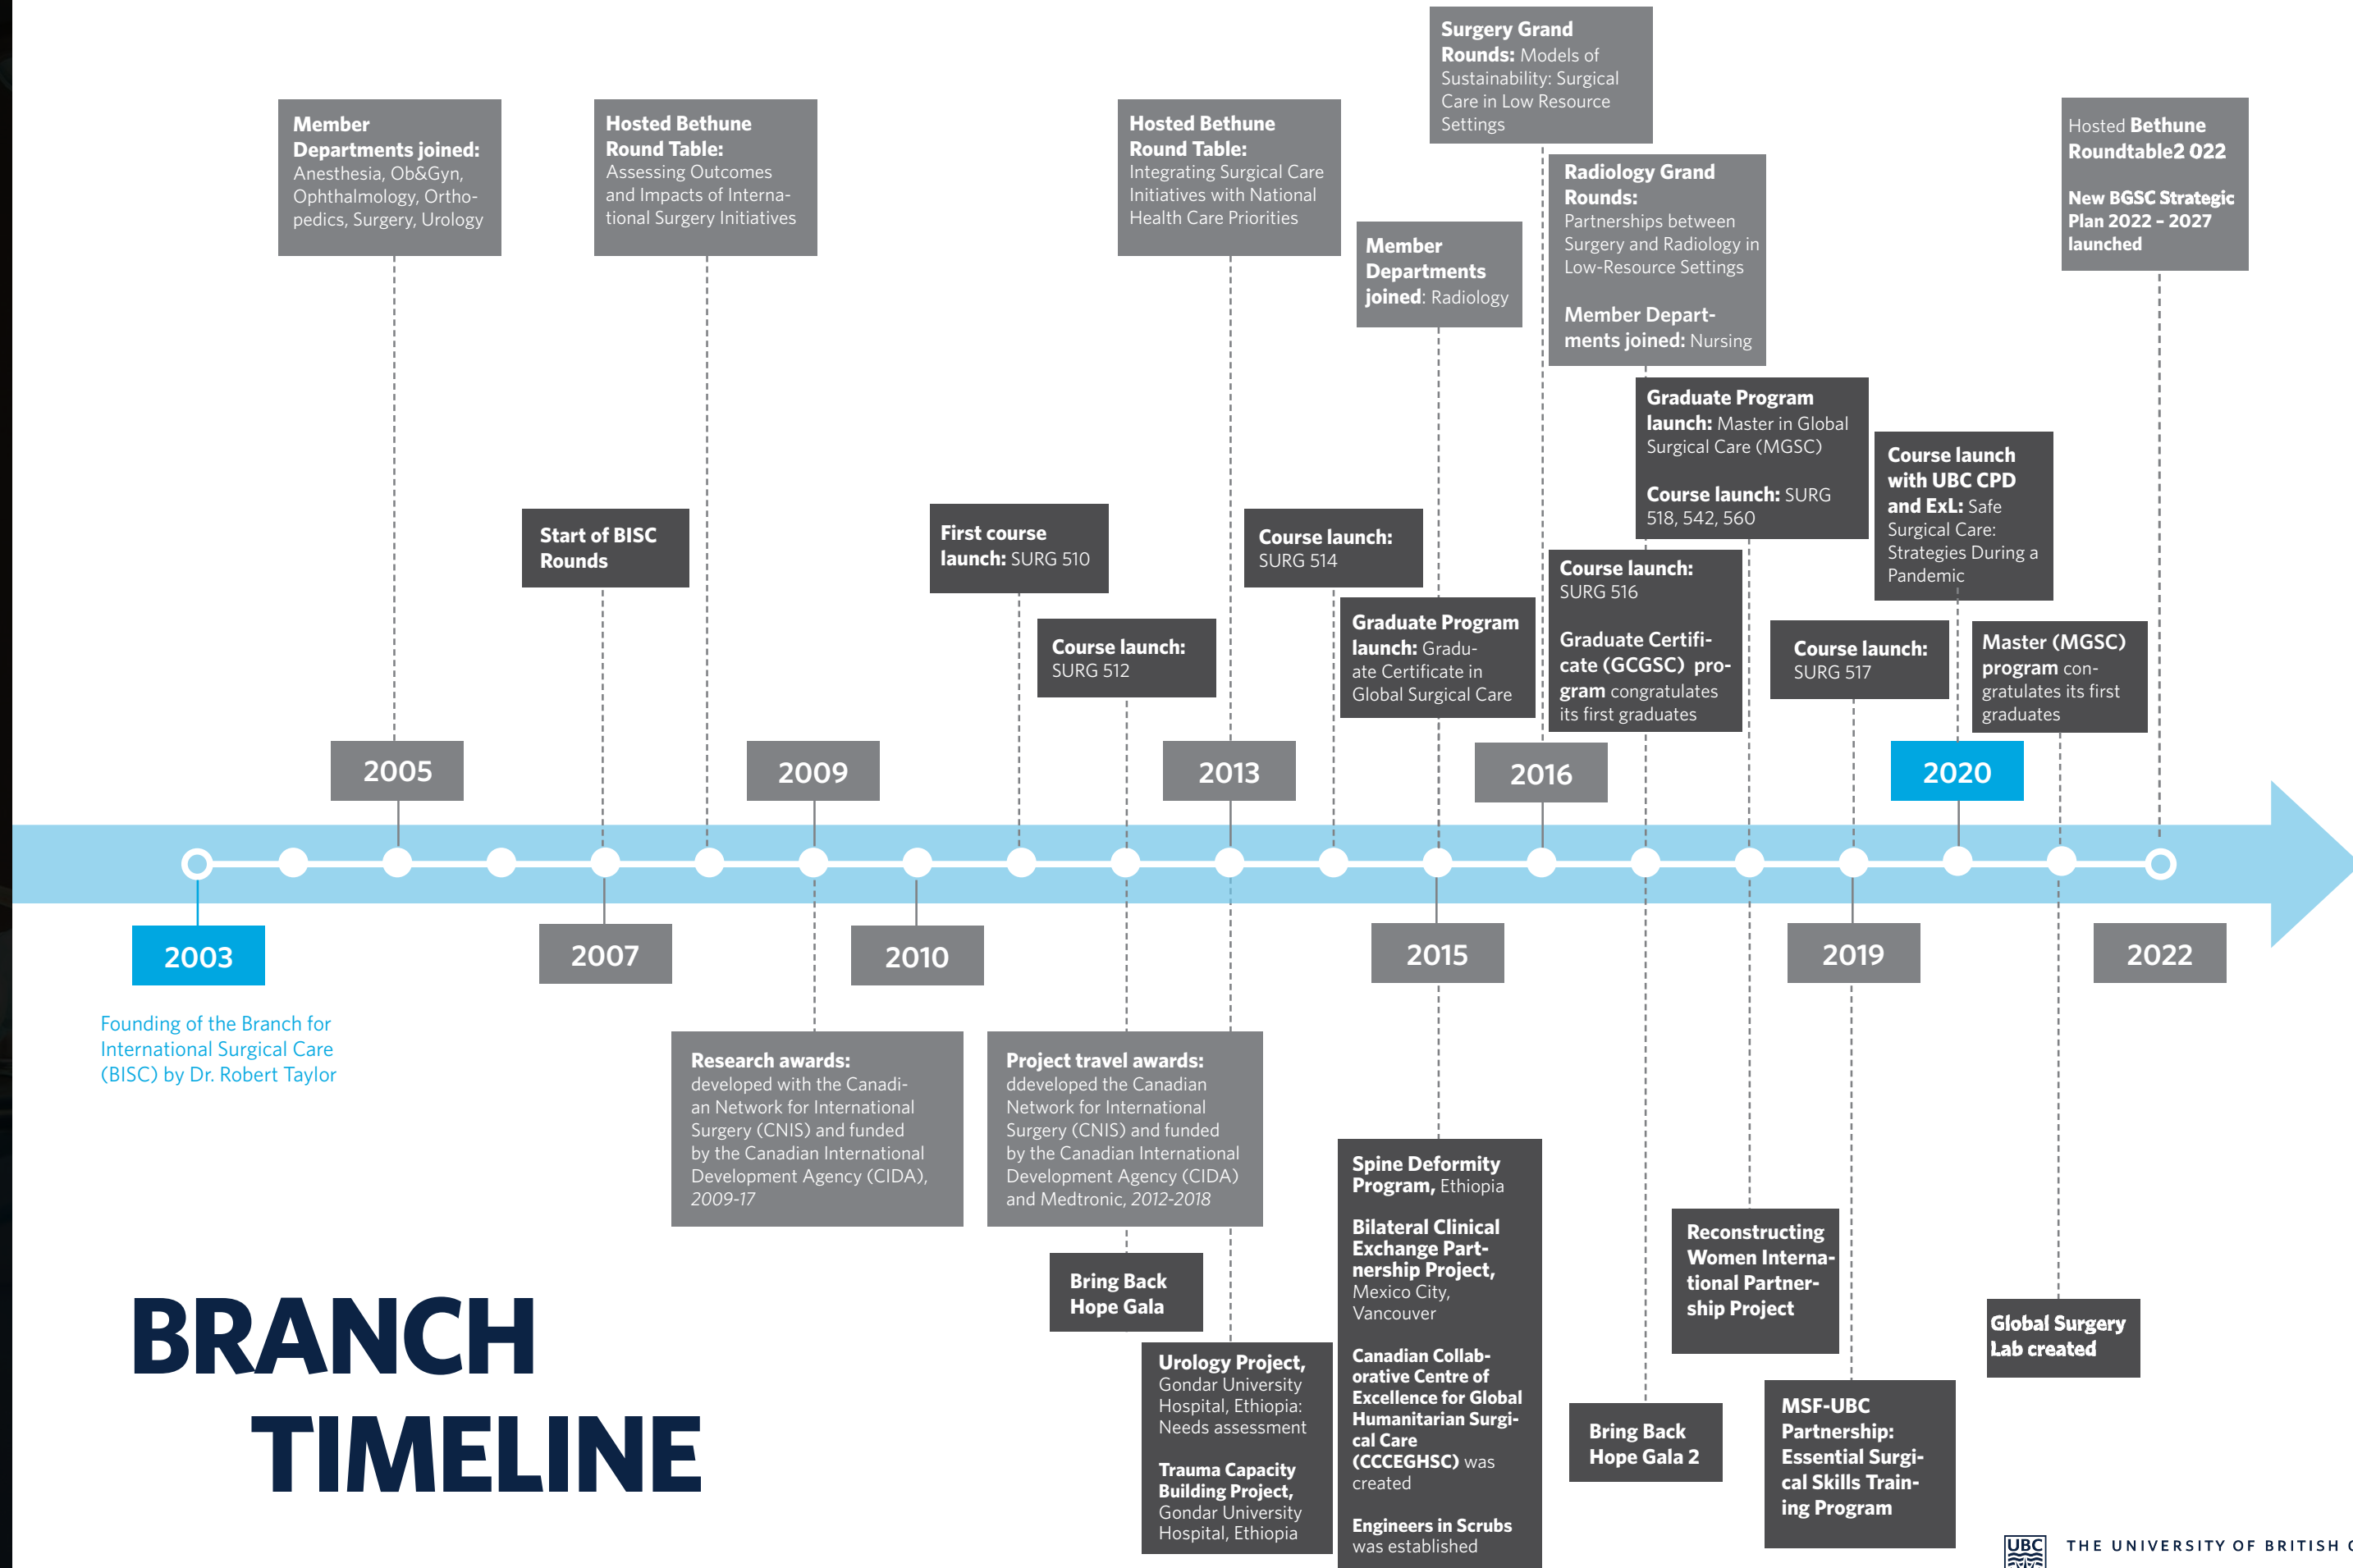 Surgery Grand
Rounds: Models of
Sustainability: Surgical
Care in Low Resource
Settings
Member
Departments joined:
Anesthesia, Ob&Gyn,
Ophthalmology, Ortho-
pedics, Surgery, Urology
Hosted Bethune
Round Table:
Assessing Outcomes
and Impacts of Interna-
tional Surgery Initiatives
Hosted Bethune
Round Table:
Integrating Surgical Care
Initiatives with National
Health Care Priorities
Member
Departments
joined: Radiology
Radiology Grand
Rounds:
Partnerships between
Surgery and Radiology in
Low-Resource Settings
Member Depart-
ments joined: Nursing
Hosted Bethune
Roundtable2 022
New BGSC Strategic
Plan 2022 – 2027
launched
Start of BISC
Rounds
First course
launch: SURG 510
Course launch:
SURG 512
Course launch:
SURG 514
Graduate Program
launch: Gradu-
ate Certificate in
Global Surgical Care
Course launch:
SURG 516
Graduate Certifi-
cate (GCGSC) pro-
gram congratulates
its first graduates
Graduate Program
launch: Master in Global
Surgical Care (MGSC)
Course launch: SURG
518, 542, 560
Course launch:
SURG 517
Course launch
with UBC CPD
and ExL: Safe
Surgical Care:
Strategies During a
Pandemic
Master (MGSC)
program con-
gratulates its first
graduates
2005
2009
2013
2016
2020
2003
2007
2010
2015
2019
2022
Founding of the Branch for
International Surgical Care
(BISC) by Dr. Robert Taylor
Research awards:
developed with the Canadi-
an Network for International
Surgery (CNIS) and funded
by the Canadian International
Development Agency (CIDA),
2009-17
Project travel awards:
ddeveloped the Canadian
Network for International
Surgery (CNIS) and funded
by the Canadian International
Development Agency (CIDA)
and Medtronic, 2012-2018
Bring Back
Hope Gala
Urology Project,
Gondar University
Hospital, Ethiopia:
Needs assessment
Trauma Capacity
Building Project,
Gondar University
Hospital, Ethiopia
Spine Deformity
Program, Ethiopia
Bilateral Clinical
Exchange Part-
nership Project,
Mexico City,
Vancouver
Canadian Collab-
orative Centre of
Excellence for Global
Humanitarian Surgi-
cal Care
(CCCEGHSC) was
created
Engineers in Scrubs
was established
Bring Back
Hope Gala 2
Reconstructing
Women Interna-
tional Partner-
ship Project
MSF-UBC
Partnership:
Essential Surgi-
cal Skills Train-
ing Program
Global Surgery
Lab created
BRANCH
TIMELINE
UBC
THE UNIVERSITY OF BRITISH